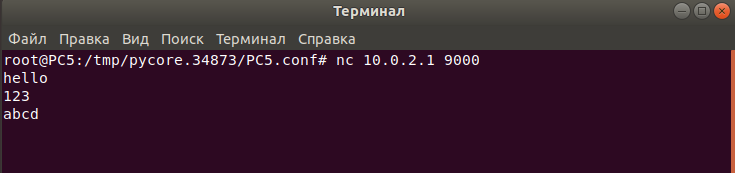 Терминал
Файл Правка Вид Поиск Терминал Справка
root@PC5:/tmp/pycore.34873/PC5.conf# nc 10.0.2.1 9000
hello
123
abcd